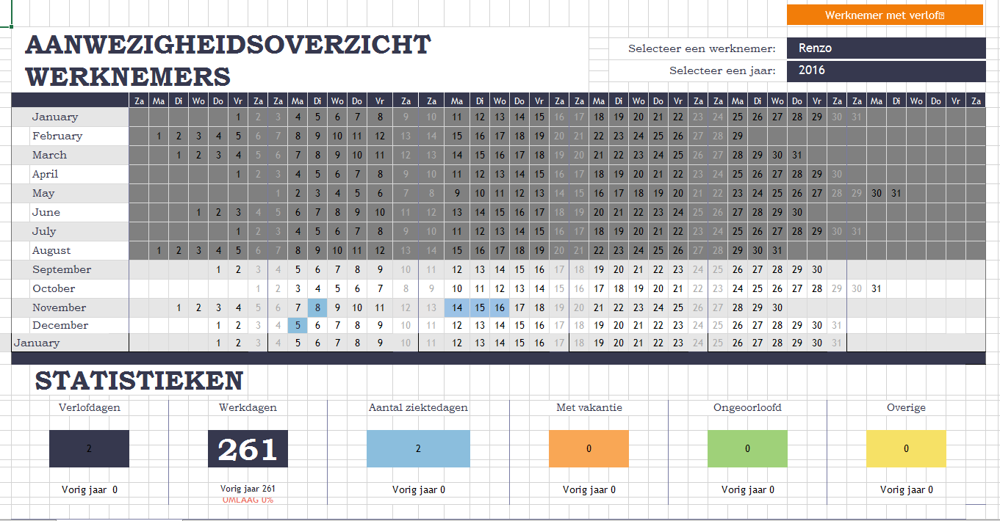 Werknemer met verlof
AANWEZIGHEIDSOVERZICHT
WERKNEMERS
Selecteer een werknemer: Renzo
Selecteer een jaar: 2016
Za Ma Di Wo Do Vr Za Za Ma Di Wo Do Vr Za Za Ma Di Wo Do Vr Za Za Ma Di Wo Do Vr Za Za Ma Di Wo Do Vr Za Za Ma Di Wo Do Vr Za
January 1 2 3 4 5 6 7 8 9 10 11 12 13 14 15 16 17 18 19 20 21 22 23 24 25 26 27 28 29 30 31
February 1 2 3 4 5 6 7 8 9 10 11 12 13 14 15 16 17 18 19 20 21 22 23 24 25 26 27 28 29
March 1 2 3 4 5 6 7 8 9 10 11 12 13 14 15 16 17 18 19 20 21 22 23 24 25 26 27 28 29 30 31
April 1 2 3 4 5 6 7 8 9 10 11 12 13 14 15 16 17 18 19 20 21 22 23 24 25 26 27 28 29 30
May 1 2 3 4 5 6 7 8 9 10 11 12 13 14 15 16 17 18 19 20 21 22 23 24 25 26 27 28 29 30 31
June 1 2 3 4 5 6 7 8 9 10 11 12 13 14 15 16 17 18 19 20 21 22 23 24 25 26 27 28 29 30
July 1 2 3 4 5 6 7 8 9 10 11 12 13 14 15 16 17 18 19 20 21 22 23 24 25 26 27 28 29 30 31
August 1 2 3 4 5 6 7 8 9 10 11 12 13 14 15 16 17 18 19 20 21 22 23 24 25 26 27 28 29 30 31
September 1 2 3 4 5 6 7 8 9 10 11 12 13 14 15 16 17 18 19 20 21 22 23 24 25 26 27 28 29 30
October 1 2 3 4 5 6 7 8 9 10 11 12 13 14 15 16 17 18 19 20 21 22 23 24 25 26 27 28 29 30 31
November 1 2 3 4 5 6 7 8 9 10 11 12 13 14 15 16 17 18 19 20 21 22 23 24 25 26 27 28 29 30
December 1 2 3 4 5 6 7 8 9 10 11 12 13 14 15 16 17 18 19 20 21 22 23 24 25 26 27 28 29 30 31
January 1 2 3 4 5 6 7 8 9 10 11 12 13 14 15 16 17 18 19 20 21 22 23 24 25 26 27 28 29 30 31
STATISTIEKEN
Verlofdagen Werkdagen Aantal ziektedagen Met vakantie Ongeoorloofd Overige
2 261 2 0 0 0
Vorig jaar 0 Vorig jaar 261 Vorig jaar 0 Vorig jaar 0 Vorig jaar 0 Vorig jaar 0
OMLAAG 0%